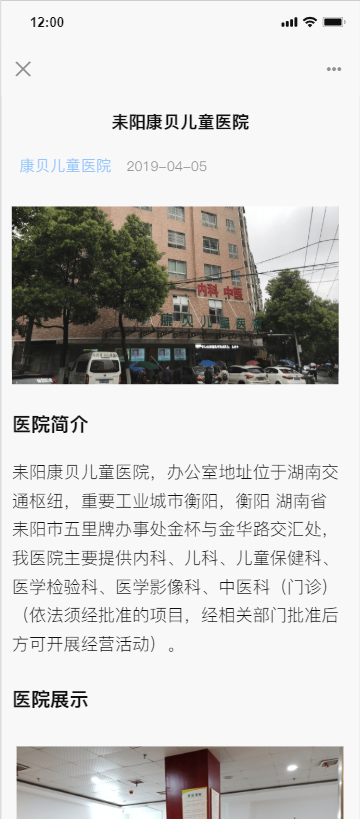 12:00
耒阳康贝儿童医院
康贝儿童医院 2019-04-05
内科 中医
康贝儿童医
医院简介
耒阳康贝儿童医院，办公室地址位于湖南交
通枢纽，重要工业城市衡阳，衡阳 湖南省
耒阳市五里牌办事处金杯与金华路交汇处，
我医院主要提供内科、儿科、儿童保健科、
医学检验科、医学影像科、中医科（门诊）
（依法须经批准的项目，经相关部门批准后
方可开展经营活动）。
医院展示